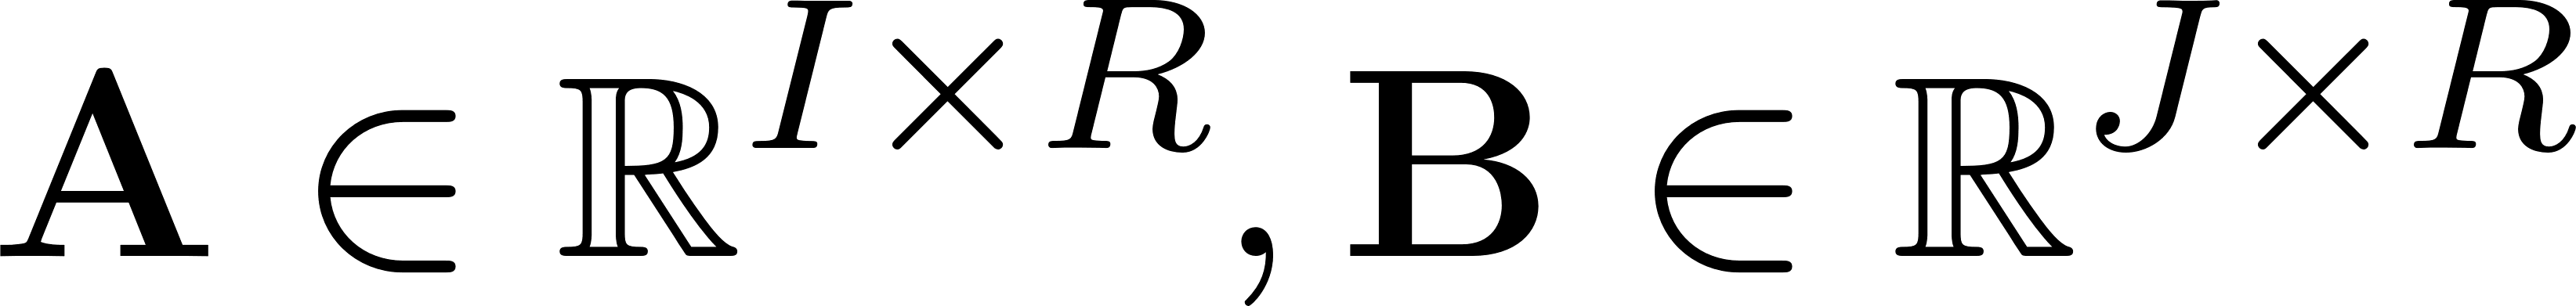 𝐀 ∈ ℝ^{I×R}, 𝐁 ∈ ℝ^{J×R}